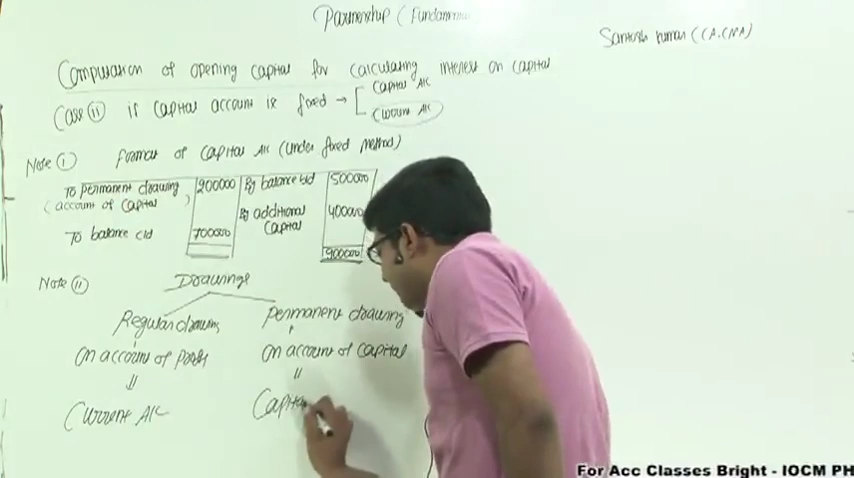 Partnership (Fundamen
Santosh Kumar (CA. CMA)
Computation of opening capital for calculating interest on capital
Case (ii) if capital account is fixed → Capital A/C
Current A/C
Note (i) format of capital A/c (under fixed method)
To permanent drawing 200000 By balance b/d 500000
(account of capital) By additional 400000
To balance c/d 700000 Capital
900000
Note (ii) Drawings
Regular drawing Permanent drawing
On account of profit On account of capital
Current A/C Capita
For Acc Classes Bright - IOCM PH